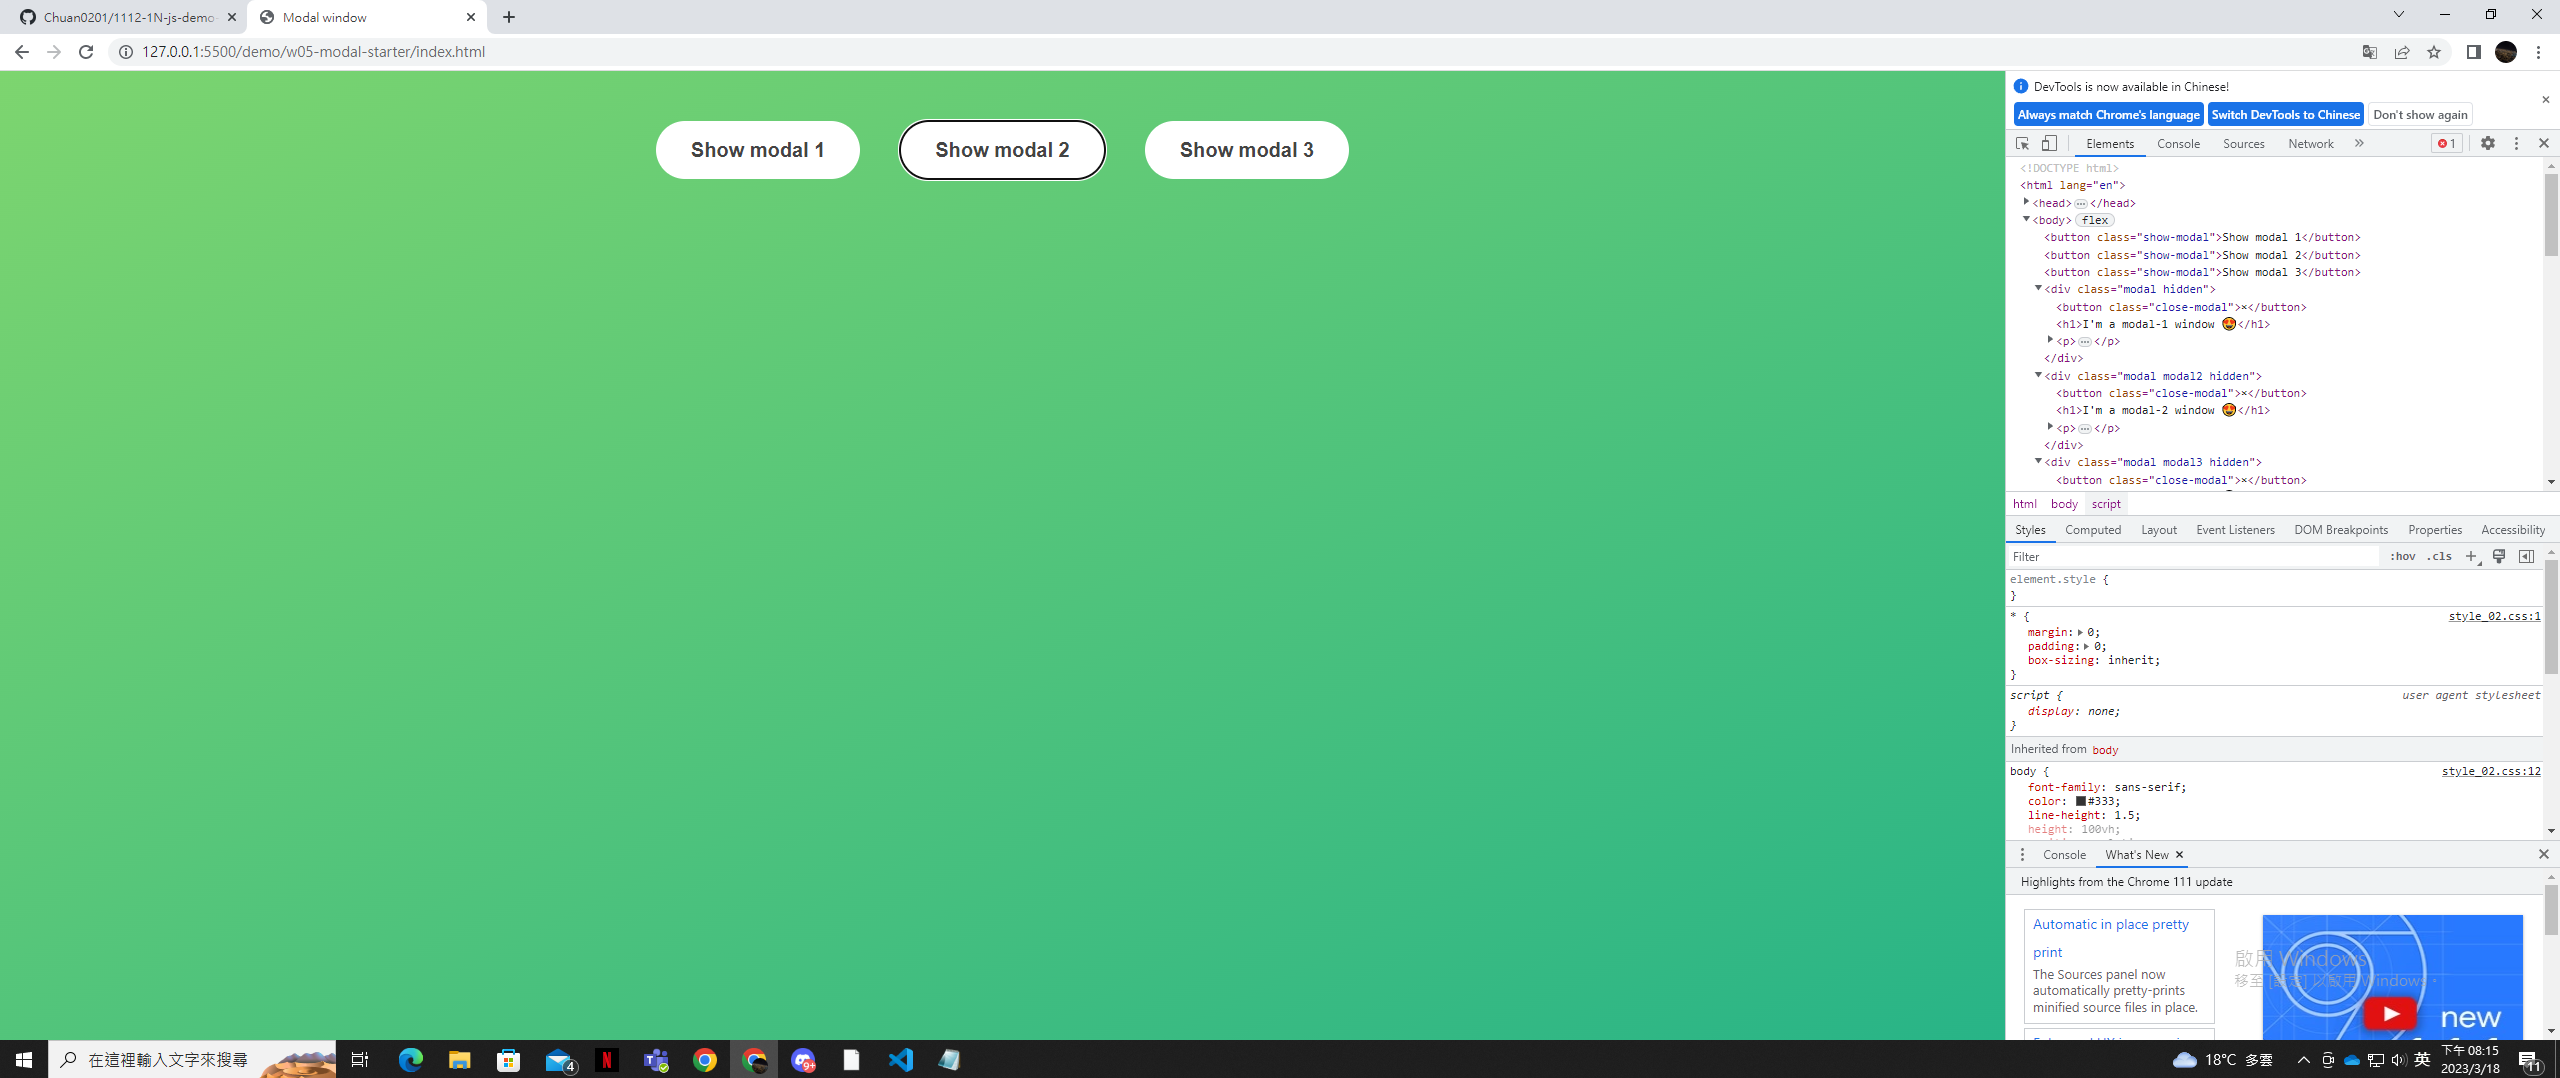 Chuan0201/1112-1N-js-demo-
Modal window
127.0.0.1:5500/demo/w05-modal-starter/index.html
Show modal 1
Show modal 2
Show modal 3
DevTools is now available in Chinese!
Always match Chrome's language
Switch DevTools to Chinese
Don't show again
Elements
Console
Sources
Network
1
<!DOCTYPE html>
<html lang="en">
<head>…</head>
<body> flex
<button class="show-modal">Show modal 1</button>
<button class="show-modal">Show modal 2</button>
<button class="show-modal">Show modal 3</button>
<div class="modal hidden">
<button class="close-modal">×</button>
<h1>I'm a modal-1 window 😍</h1>
<p>…</p>
</div>
<div class="modal modal2 hidden">
<button class="close-modal">×</button>
<h1>I'm a modal-2 window 😍</h1>
<p>…</p>
</div>
<div class="modal modal3 hidden">
<button class="close-modal">×</button>
html body script
Styles Computed Layout Event Listeners DOM Breakpoints Properties Accessibility
Filter
:hov .cls
element.style {
}
* { style_02.css:1
margin: 0;
padding: 0;
box-sizing: inherit;
}
script { user agent stylesheet
display: none;
}
Inherited from body
body { style_02.css:12
font-family: sans-serif;
color: #333;
line-height: 1.5;
height: 100vh;
Console
What's New
Highlights from the Chrome 111 update
Automatic in place pretty
print
The Sources panel now
automatically pretty-prints
minified source files in place.
new
啟用 Windows
移至 [設定] 以啟用 Windows。
在這裡輸入文字來搜尋
4
9+
18°C 多雲
英
下午 08:15
2023/3/18
11